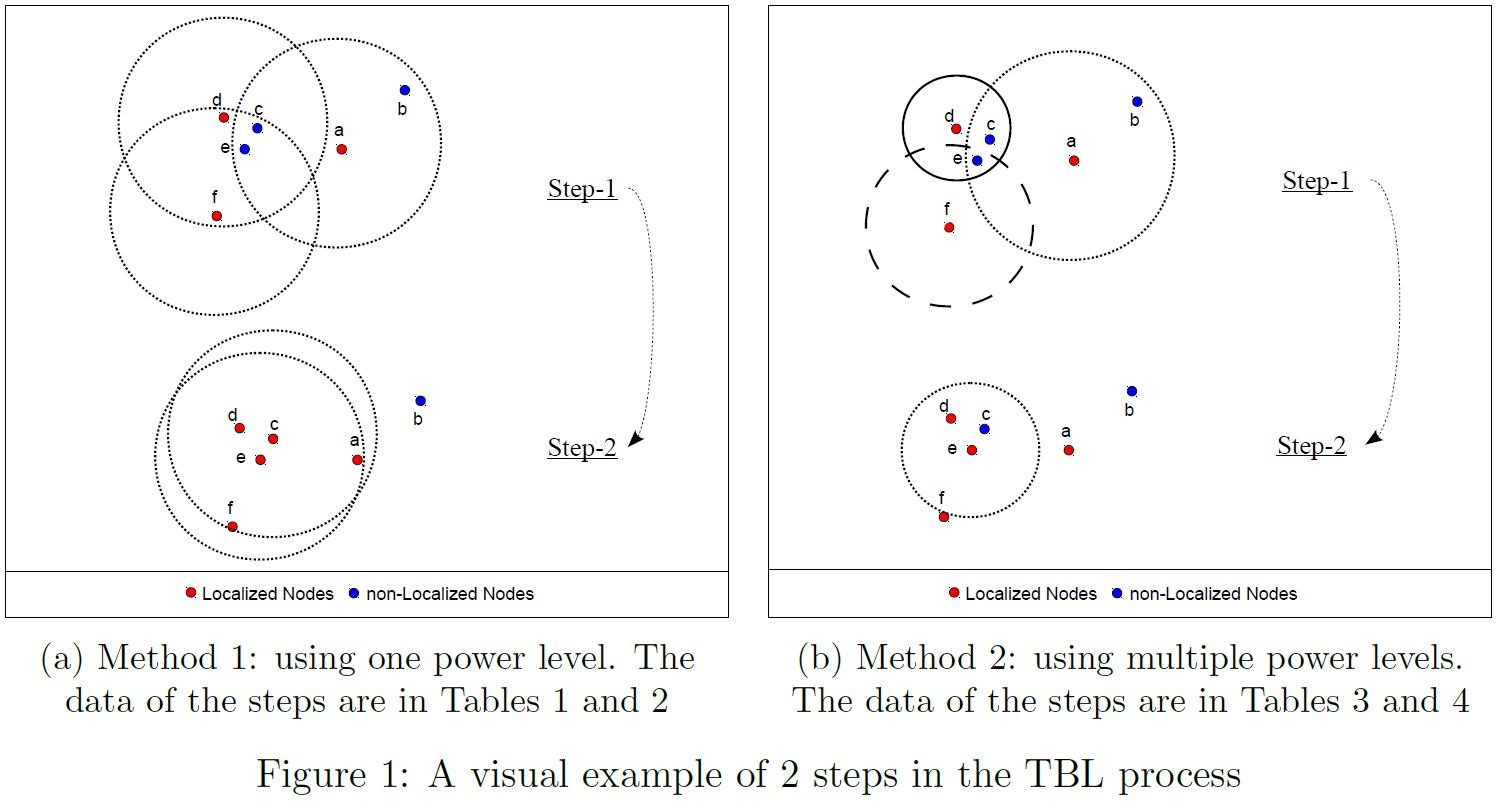 d
c
a
e
b
f
Step-1
d
c
a
e
b
f
Step-2
Localized Nodes non-Localized Nodes
(a) Method 1: using one power level. The
data of the steps are in Tables 1 and 2
d
c
a
e
b
f
Step-1
d
c
a
e
b
f
Step-2
Localized Nodes non-Localized Nodes
(b) Method 2: using multiple power levels.
The data of the steps are in Tables 3 and 4
Figure 1: A visual example of 2 steps in the TBL process